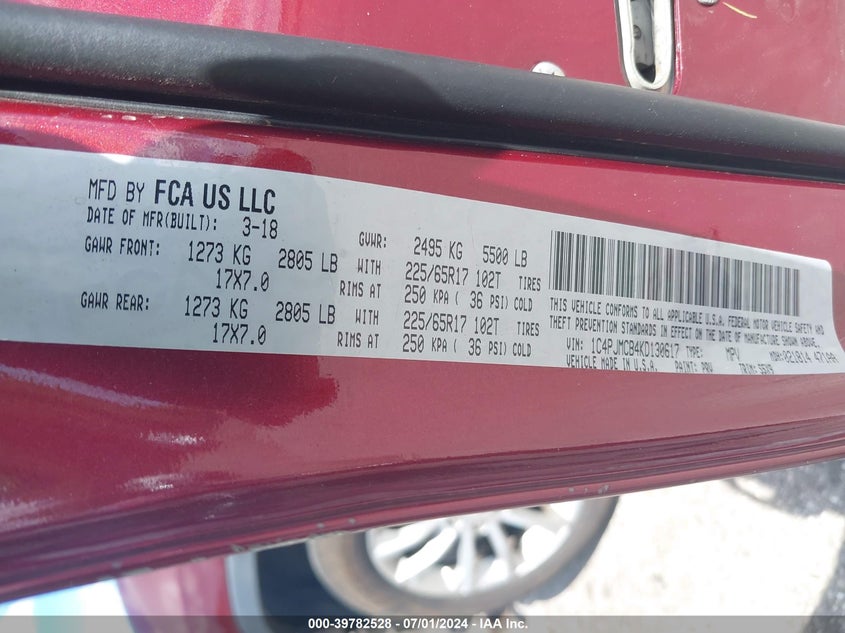 MFD BY FCA US LLC
DATE OF MFR(BUILT): 3-18
GVWR: 2495 KG 5500 LB
GAWR FRONT: 1273 KG 2805 LB WITH 225/65R17 102T TIRES
17X7.0 RIMS AT 250 KPA ( 36 PSI) COLD
GAWR REAR: 1273 KG 2805 LB WITH 225/65R17 102T TIRES
17X7.0 RIMS AT 250 KPA ( 36 PSI) COLD
THIS VEHICLE CONFORMS TO ALL APPLICABLE U.S.A. FEDERAL MOTOR VEHICLE SAFETY AND
THEFT PREVENTION STANDARDS IN EFFECT ON THE DATE OF MANUFACTURE SHOWN ABOVE.
VIN: 1C4PJMCB4KD130617 TYPE: MPV
VEHICLE MADE IN U.S.A. PAINT: PRV TRIM:
000-39782528 - 07/01/2024 - IAA Inc.